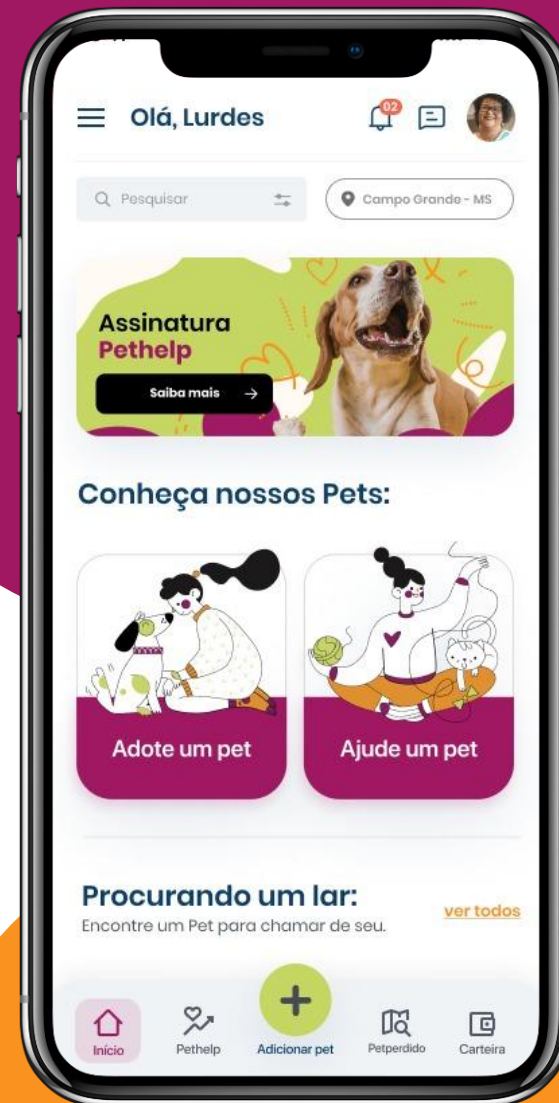 Olá, Lurdes
02
Pesquisar
Campo Grande - MS
Assinatura
Pethelp
Saiba mais →
Conheça nossos Pets:
Adote um pet
Ajude um pet
Procurando um lar:
Encontre um Pet para chamar de seu.
ver todos
Início
Pethelp
Adicionar pet
Petperdido
Carteira